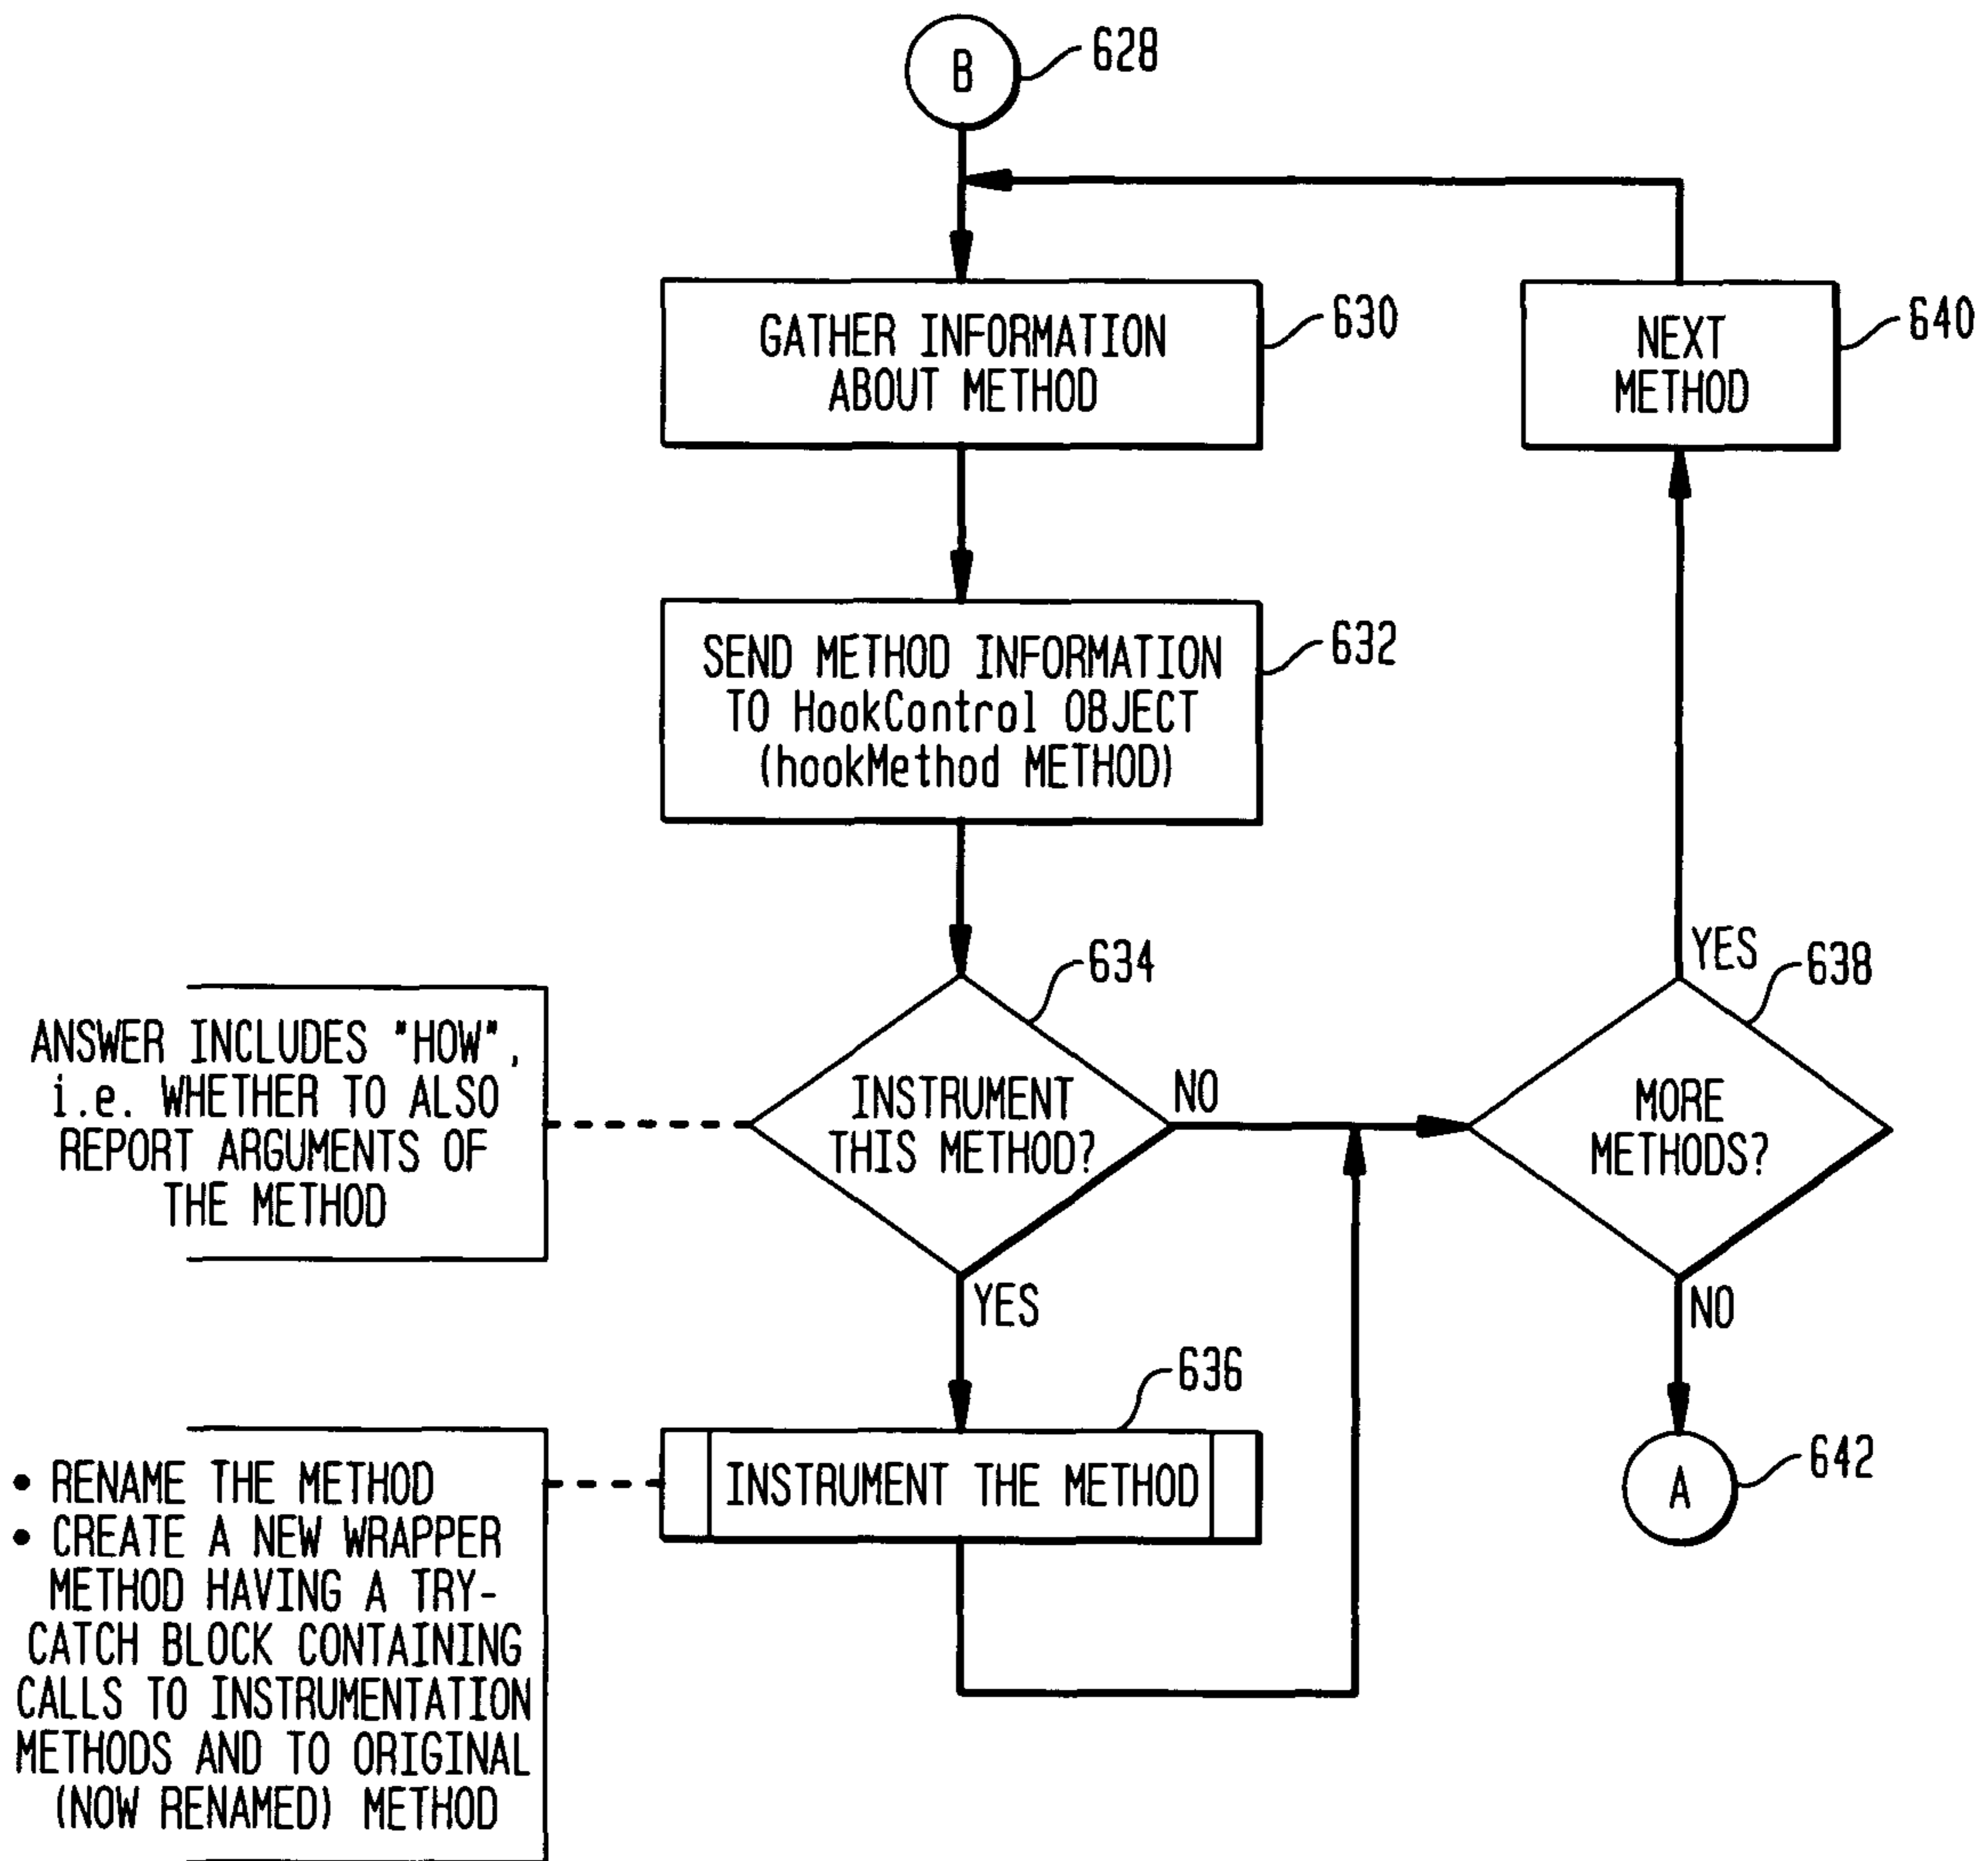 B
628
GATHER INFORMATION
ABOUT METHOD
630
NEXT
METHOD
640
SEND METHOD INFORMATION
TO HookControl OBJECT
(hookMethod METHOD)
632
634
INSTRUMENT
THIS METHOD?
NO
YES
YES
638
MORE
METHODS?
NO
ANSWER INCLUDES "HOW",
i.e. WHETHER TO ALSO
REPORT ARGUMENTS OF
THE METHOD
636
INSTRUMENT THE METHOD
A
642
• RENAME THE METHOD
• CREATE A NEW WRAPPER
METHOD HAVING A TRY-
CATCH BLOCK CONTAINING
CALLS TO INSTRUMENTATION
METHODS AND TO ORIGINAL
(NOW RENAMED) METHOD